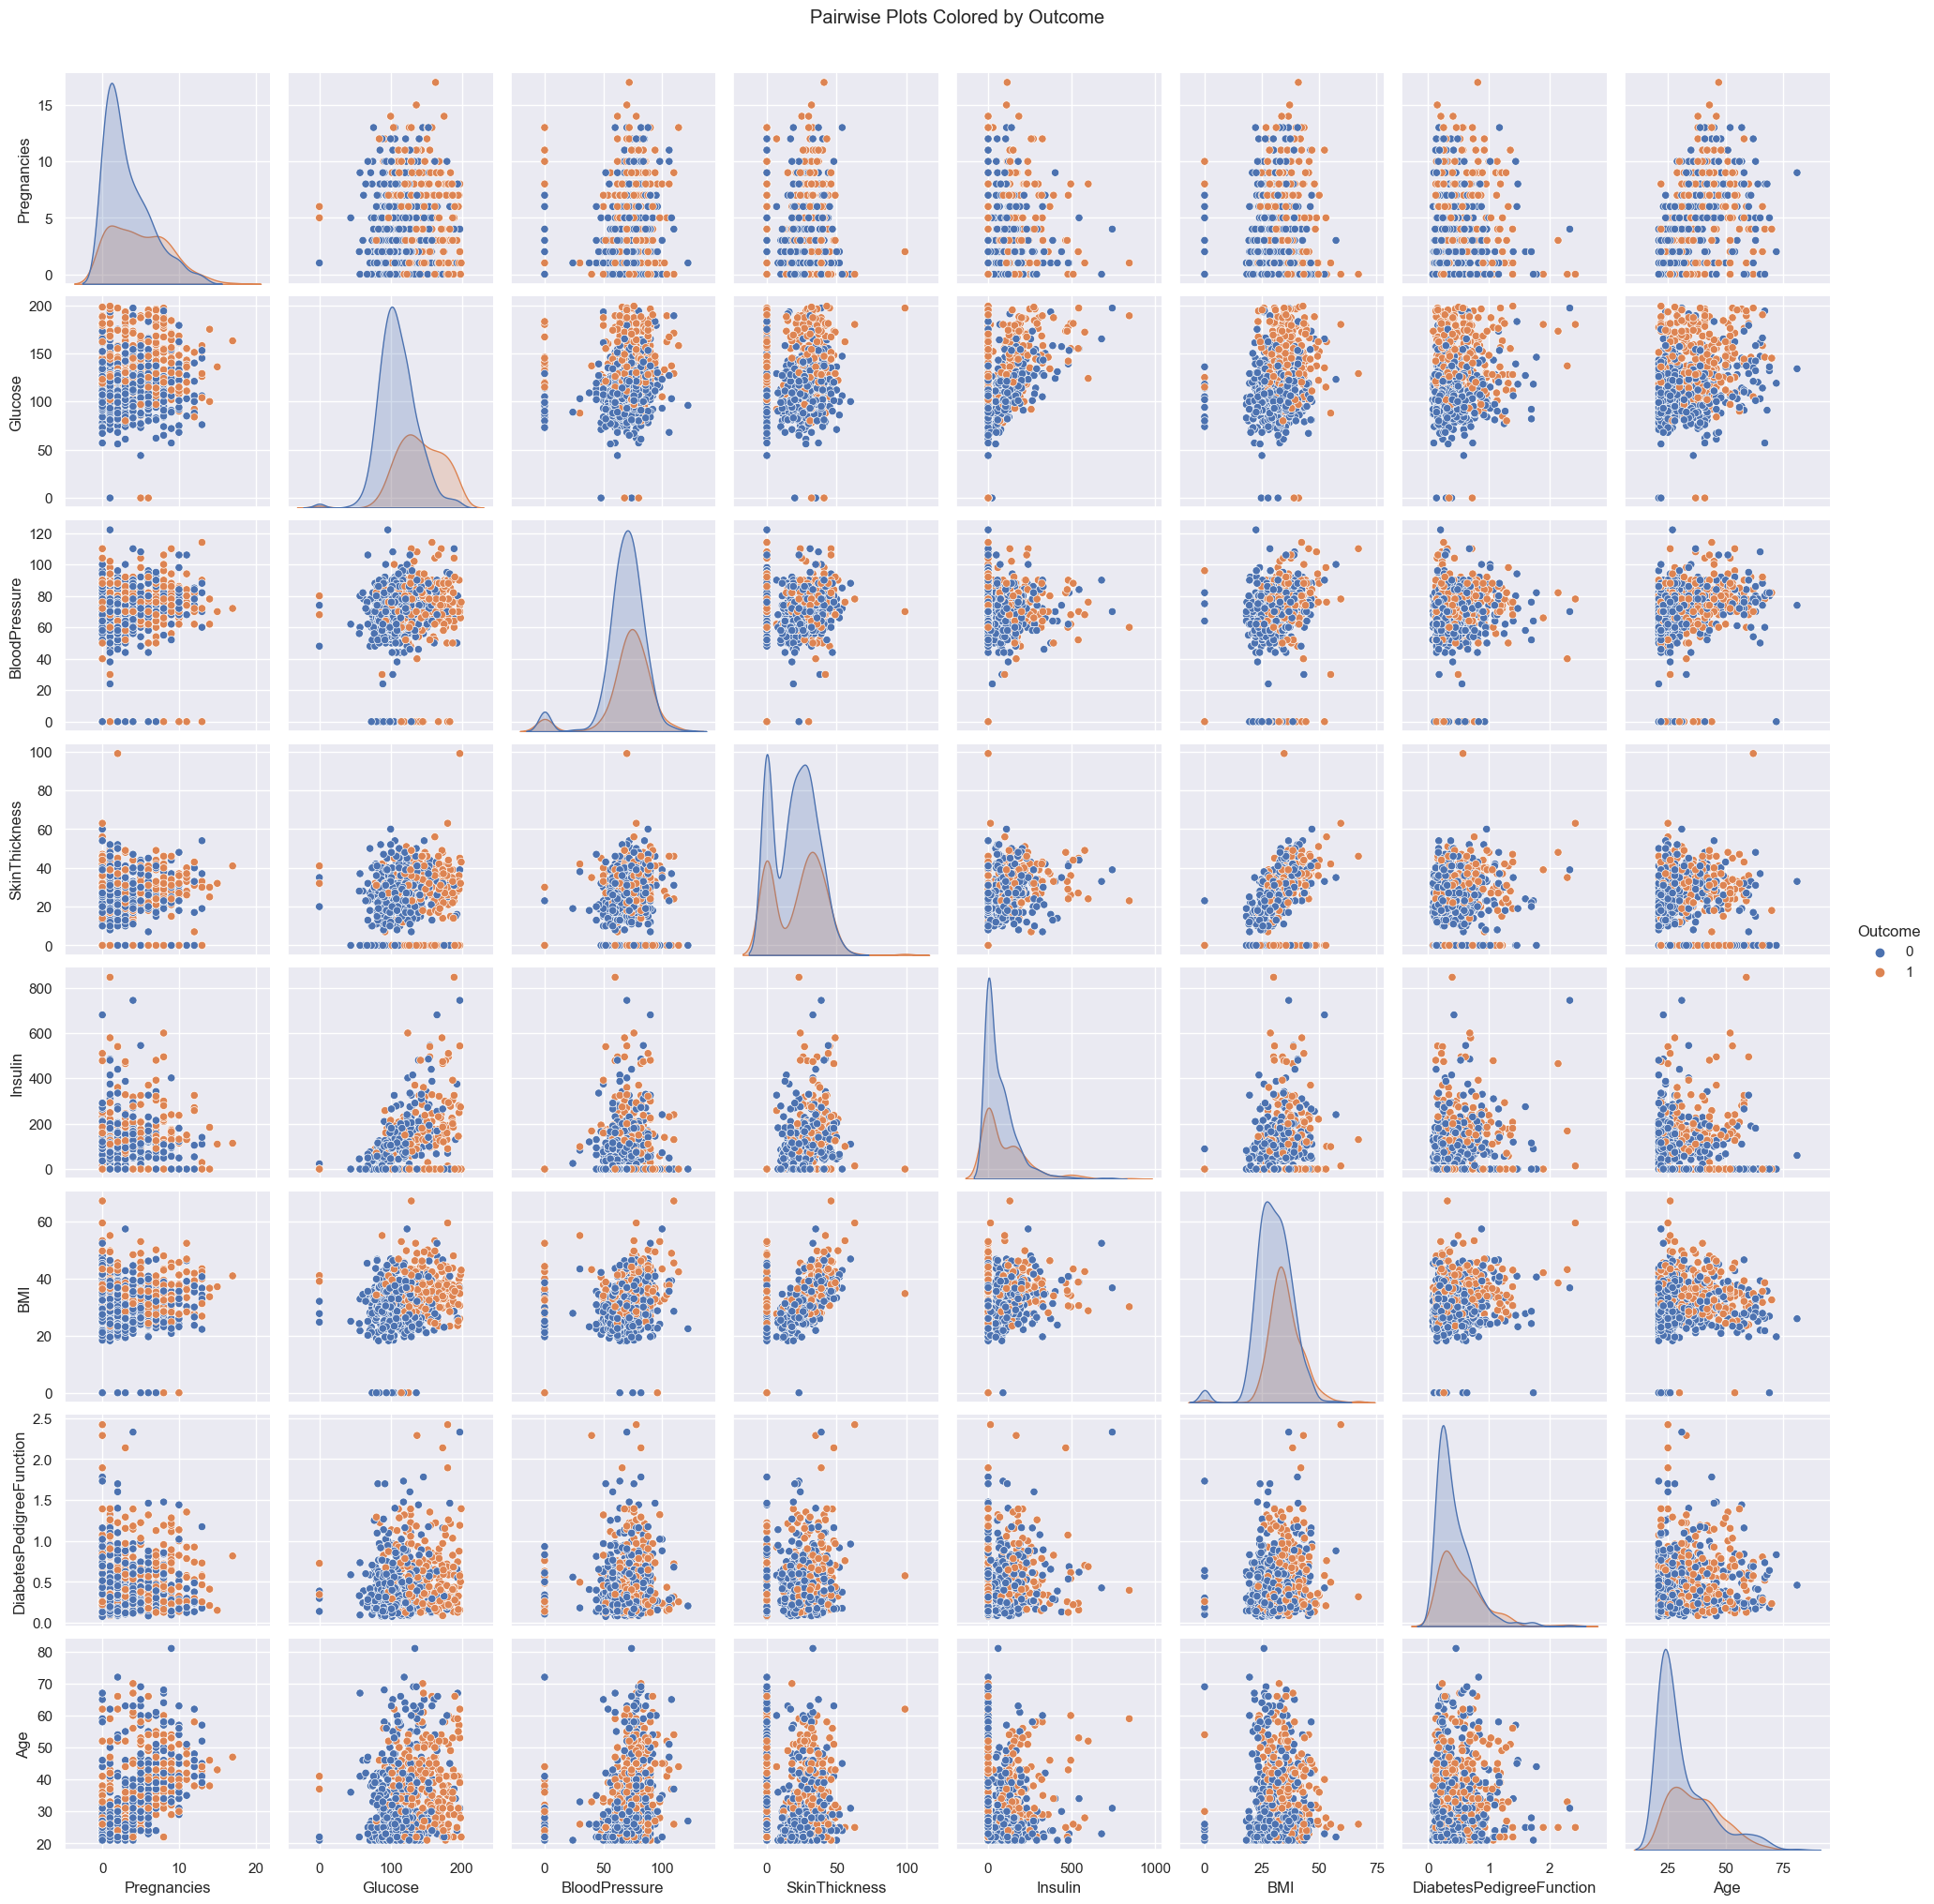 Pairwise Plots Colored by Outcome
Pregnancies
15
10
5
0
Glucose
200
150
100
50
0
BloodPressure
120
100
80
60
40
20
0
SkinThickness
100
80
60
40
20
0
Outcome
0
1
Insulin
800
600
400
200
0
BMI
60
40
20
0
DiabetesPedigreeFunction
2.5
2.0
1.5
1.0
0.5
0.0
Age
80
70
60
50
40
30
20
0 10 20
0 100 200
0 50 100
0 50 100
0 500 1000
0 25 50 75
0 1 2
25 50 75
Pregnancies
Glucose
BloodPressure
SkinThickness
Insulin
BMI
DiabetesPedigreeFunction
Age